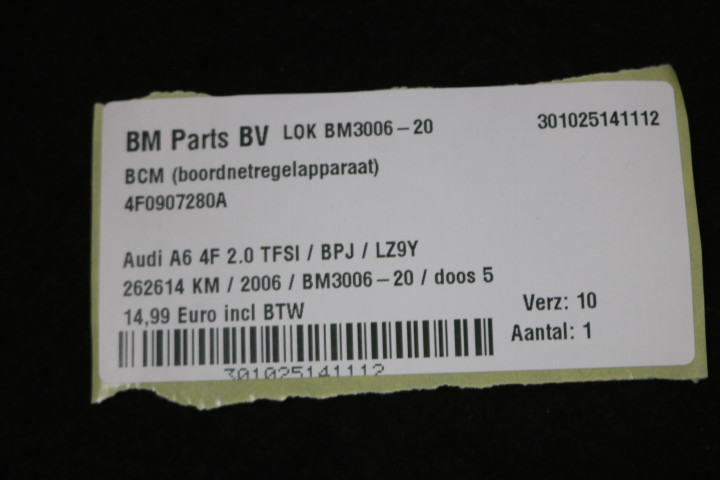 BM Parts BV LOK BM3006-20 301025141112
BCM (boordnetregelapparaat)
4F0907280A
Audi A6 4F 2.0 TFSI / BPJ / LZ9Y
262614 KM / 2006 / BM3006-20 / doos 5
14,99 Euro incl BTW
Verz: 10
Aantal: 1
301025141112